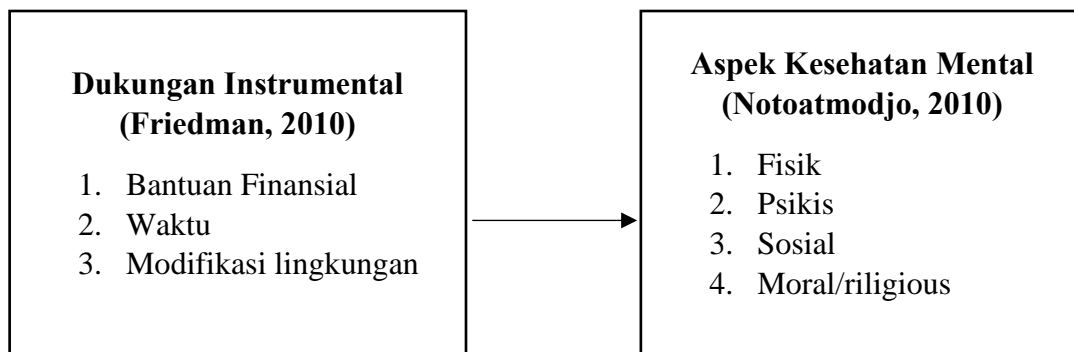 Dukungan Instrumental
(Friedman, 2010)
1. Bantuan Finansial
2. Waktu
3. Modifikasi lingkungan
Aspek Kesehatan Mental
(Notoatmodjo, 2010)
1. Fisik
2. Psikis
3. Sosial
4. Moral/riligious